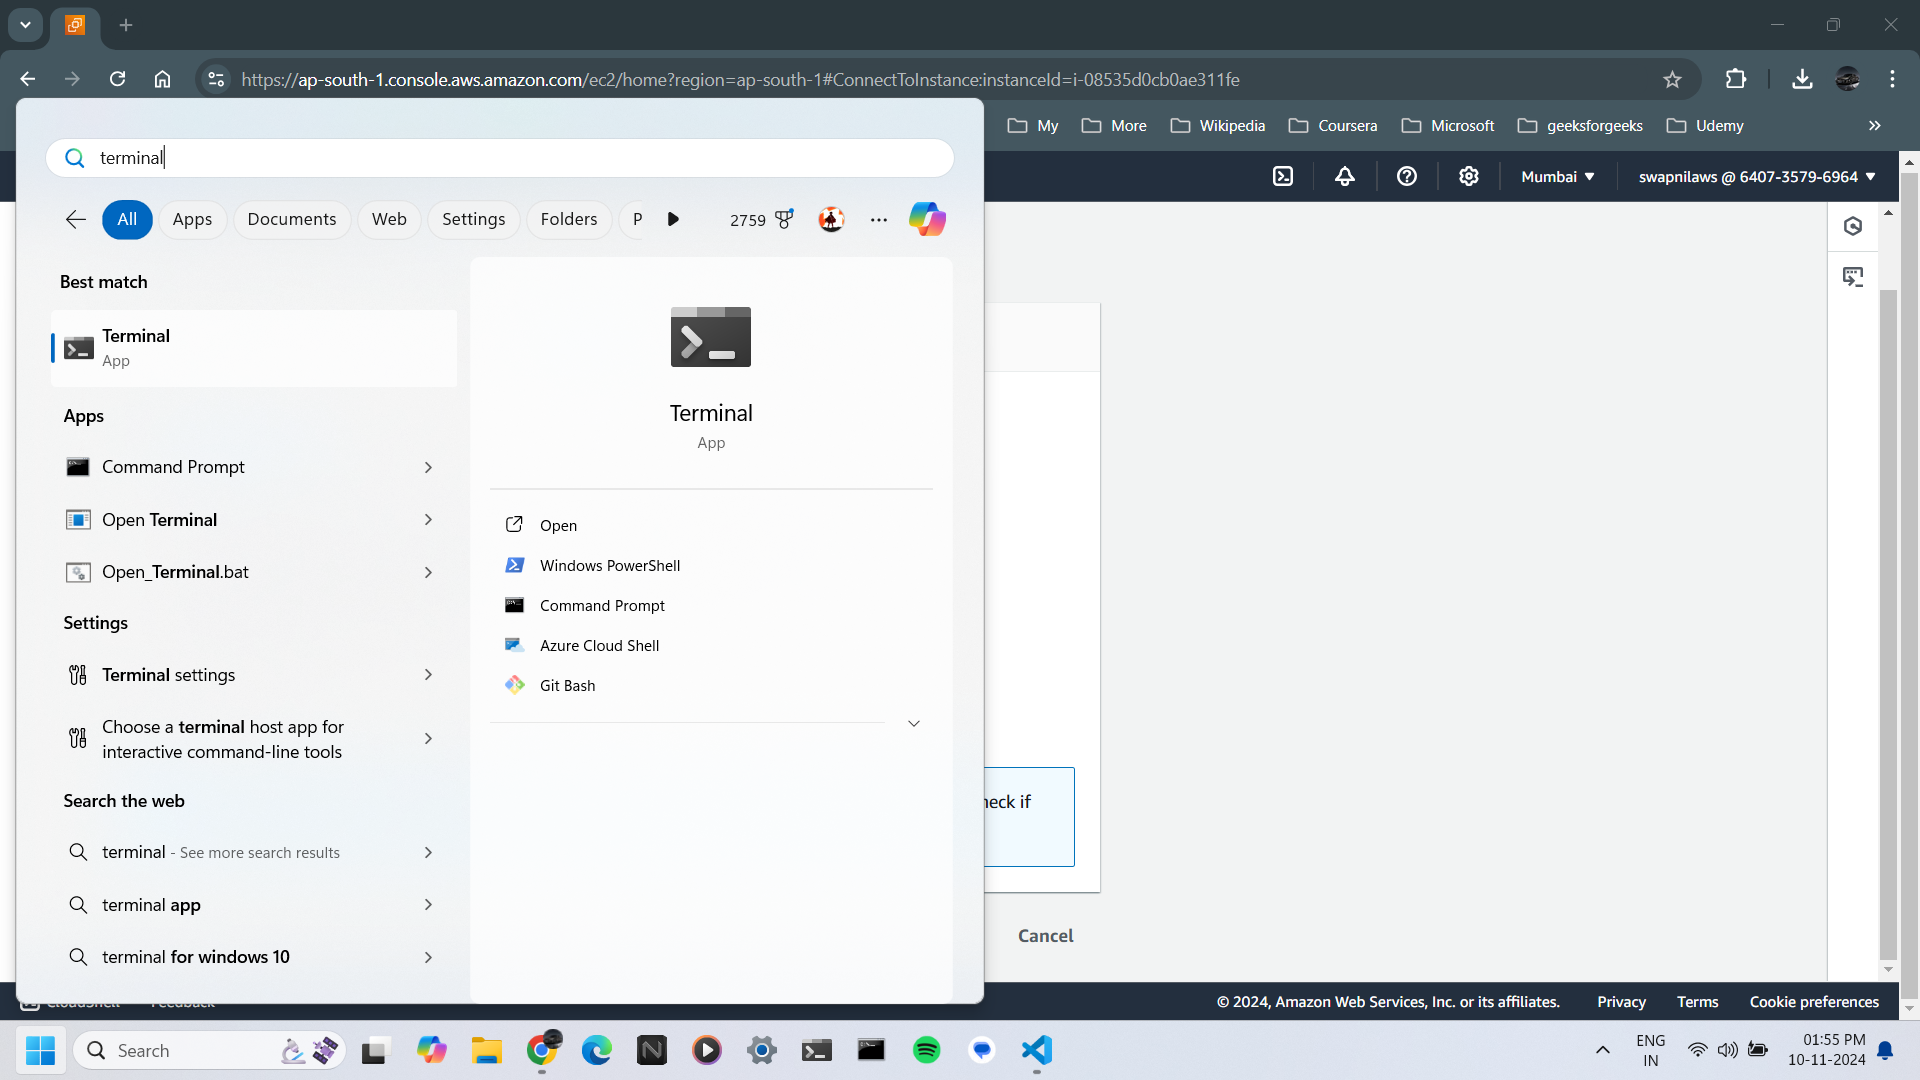 https://ap-south-1.console.aws.amazon.com/ec2/home?region=ap-south-1#ConnectToInstance:instanceId=i-08535d0cb0ae311fe
My
More
Wikipedia
Coursera
Microsoft
geeksforgeeks
Udemy
terminal
Mumbai
swapnilaws @ 6407-3579-6964
All
Apps
Documents
Web
Settings
Folders
P
2759
Best match
Terminal
App
Apps
Command Prompt
Open Terminal
Open_Terminal.bat
Settings
Terminal settings
Choose a terminal host app for
interactive command-line tools
Search the web
terminal - See more search results
terminal app
terminal for windows 10
Terminal
App
Open
Windows PowerShell
Command Prompt
Azure Cloud Shell
Git Bash
heck if
Cancel
CloudShell
Feedback
© 2024, Amazon Web Services, Inc. or its affiliates.
Privacy
Terms
Cookie preferences
Search
ENG
IN
01:55 PM
10-11-2024